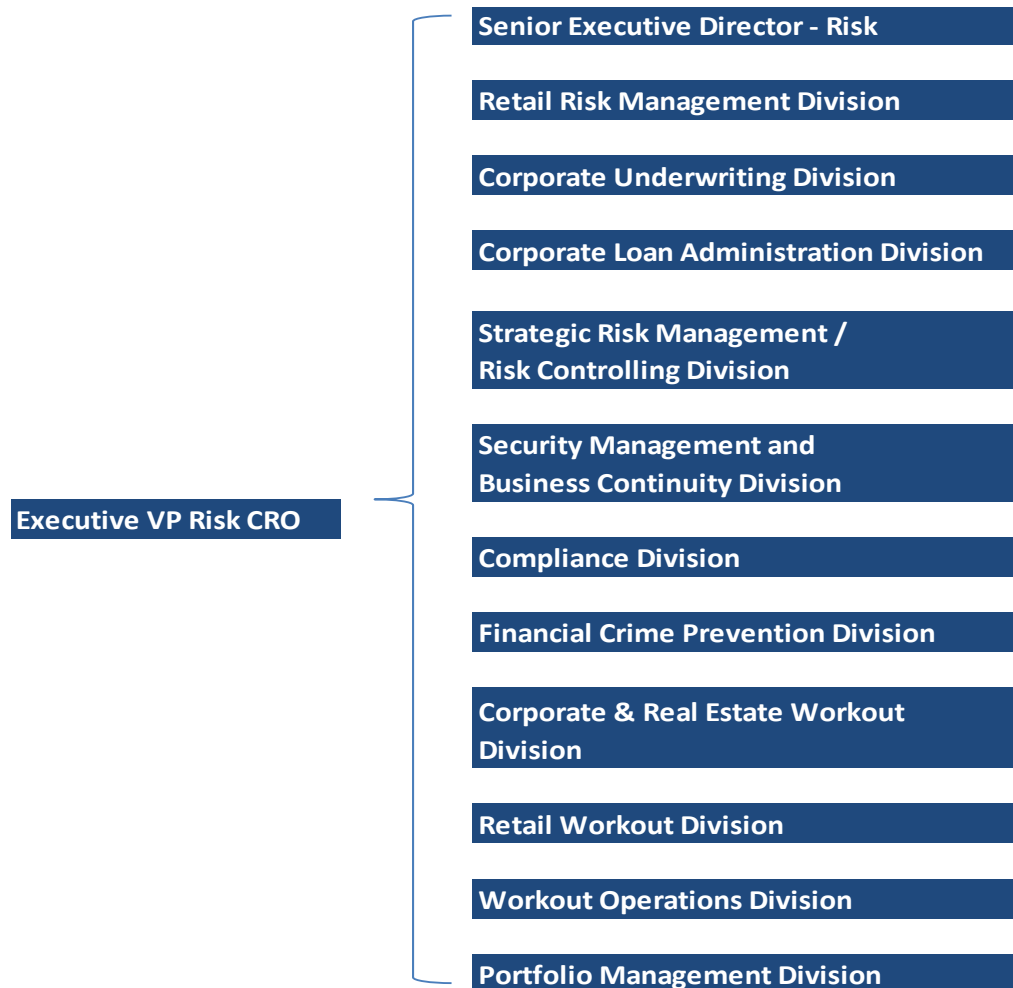 Senior Executive Director - Risk
Retail Risk Management Division
Corporate Underwriting Division
Corporate Loan Administration Division
Strategic Risk Management /
Risk Controlling Division
Security Management and
Business Continuity Division
Executive VP Risk CRO
Compliance Division
Financial Crime Prevention Division
Corporate & Real Estate Workout
Division
Retail Workout Division
Workout Operations Division
Portfolio Management Division